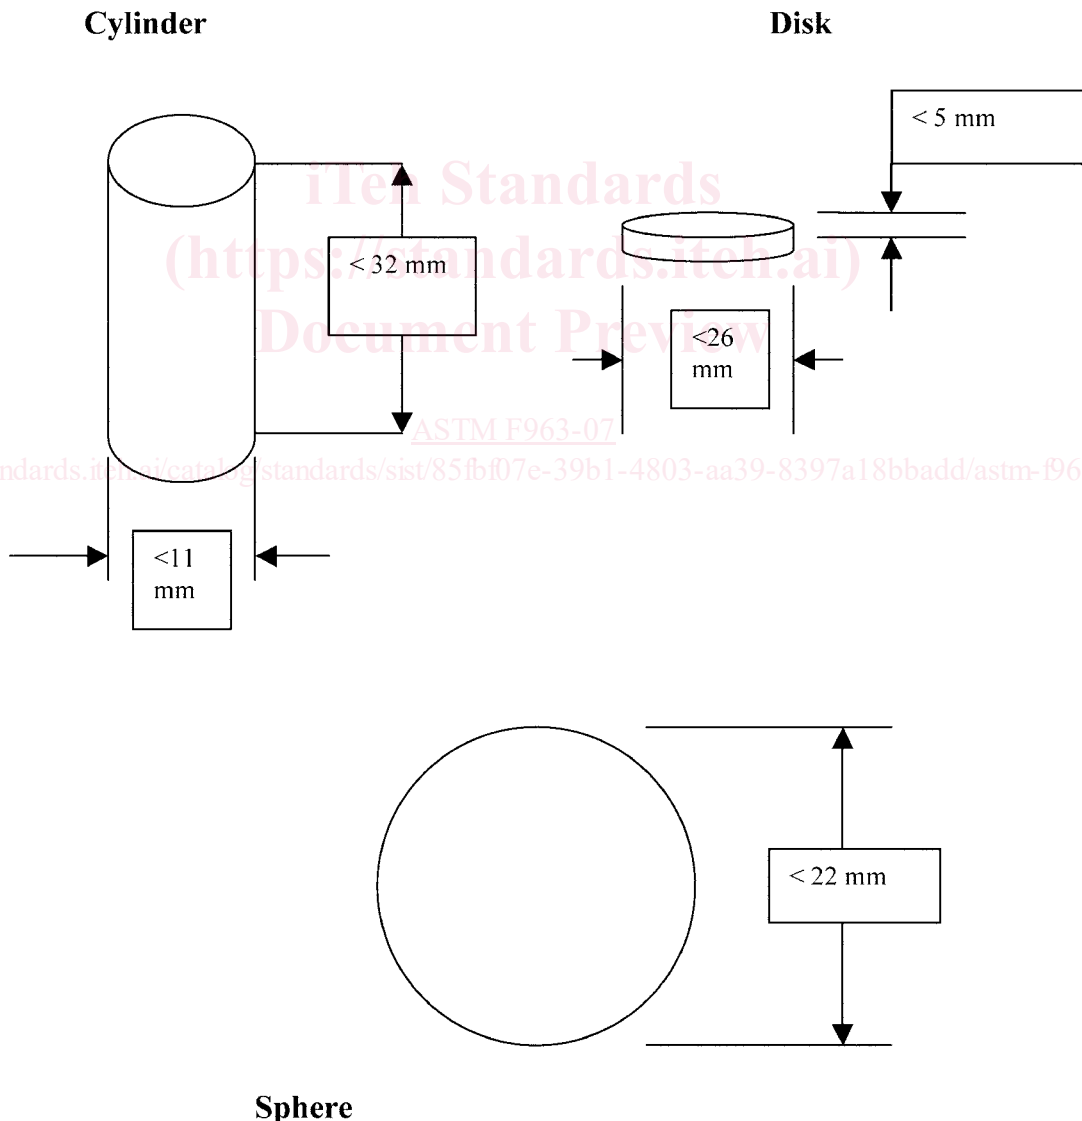 Cylinder
Disk
< 5 mm
iTeh Standards
(https://standards.iteh.ai)
Document Preview
< 32 mm
<26
mm
ASTM F963-07
ndards.iteh.ai/catalog/standards/sist/85fbf07e-39b1-4803-aa39-8397a18bbadd/astm-f96
<11
mm
< 22 mm
Sphere